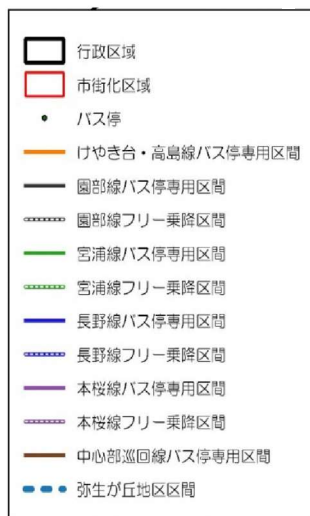 行政区域
市街化区域
バス停
けやき台・高島線バス停専用区間
園部線バス停専用区間
園部線フリー乗降区間
宮浦線バス停専用区間
宮浦線フリー乗降区間
長野線バス停専用区間
長野線フリー乗降区間
本桜線バス停専用区間
本桜線フリー乗降区間
中心部巡回線バス停専用区間
弥生が丘地区区間